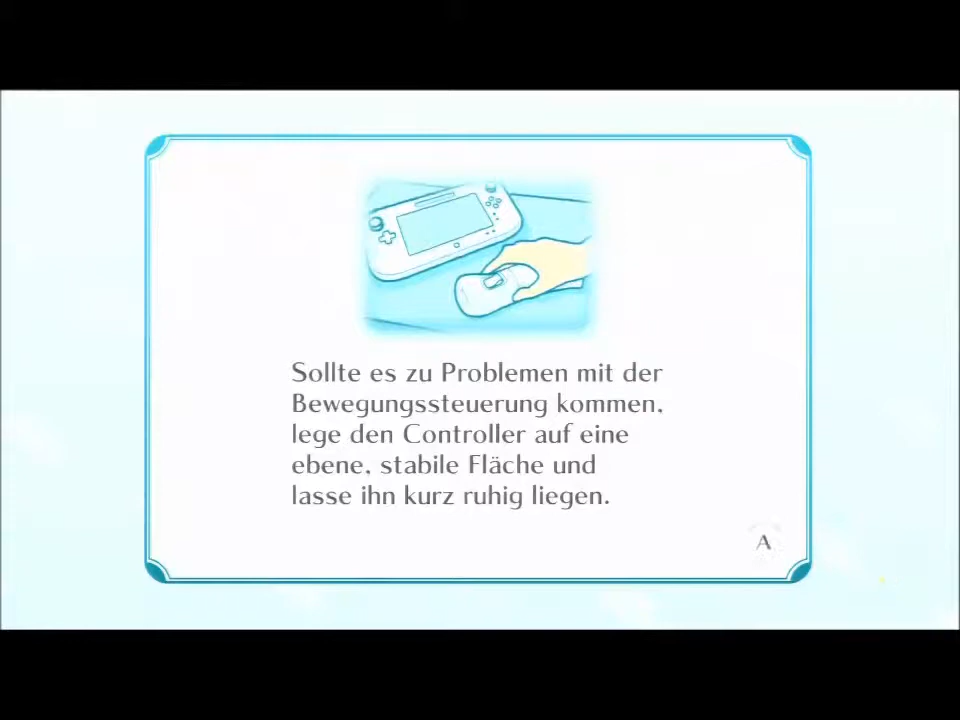 Sollte es zu Problemen mit der
Bewegungssteuerung kommen,
lege den Controller auf eine
ebene, stabile Fläche und
lasse ihn kurz ruhig liegen.
A